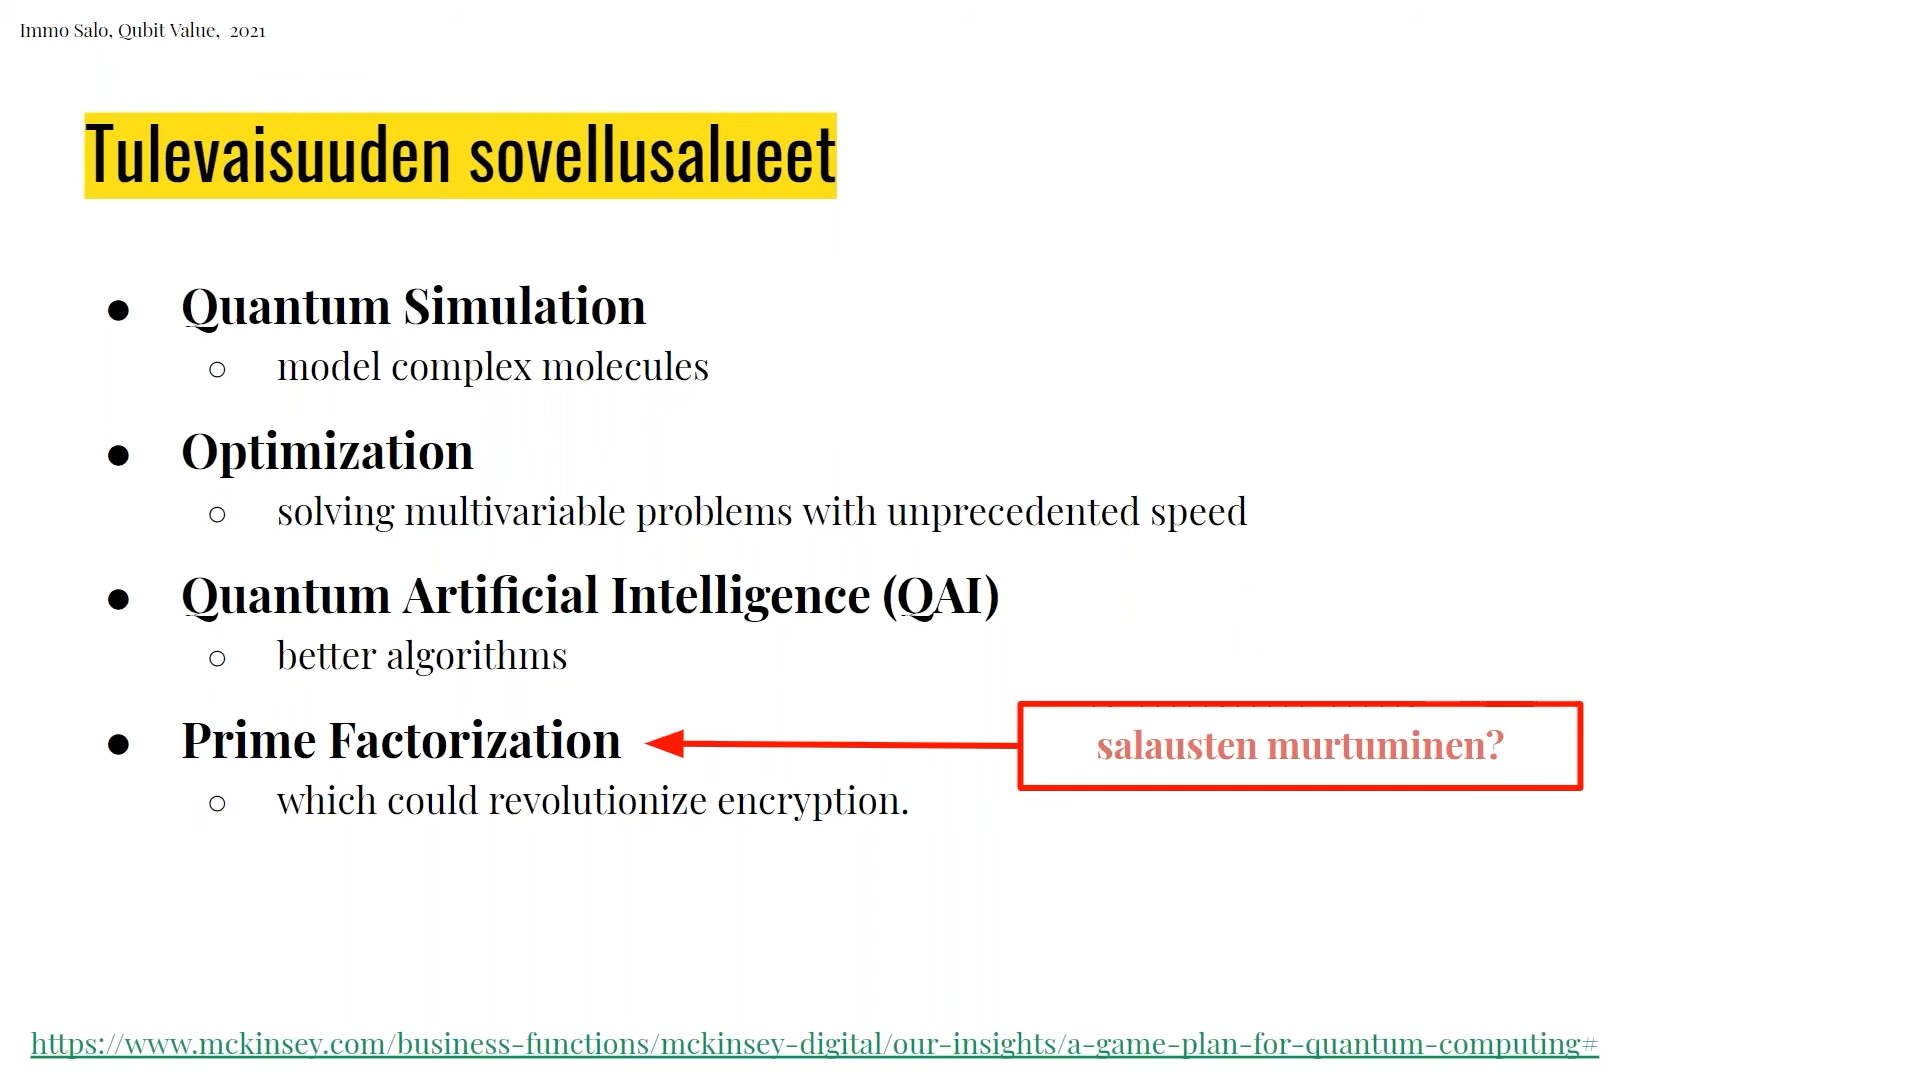 Immo Salo, Qubit Value, 2021
Tulevaisuuden sovellusalueet
● Quantum Simulation
○ model complex molecules
● Optimization
○ solving multivariable problems with unprecedented speed
● Quantum Artificial Intelligence (QAI)
○ better algorithms
● Prime Factorization
salausten murtuminen?
○ which could revolutionize encryption.
https://www.mckinsey.com/business-functions/mckinsey-digital/our-insights/a-game-plan-for-quantum-computing#